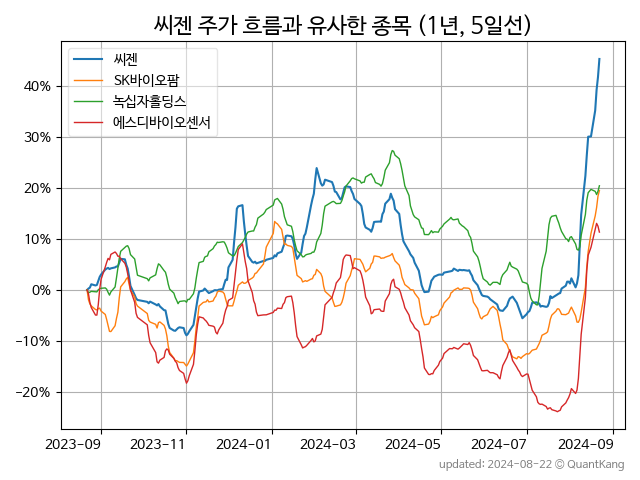 씨젠 주가 흐름과 유사한 종목 (1년, 5일선)
씨젠
SK바이오팜
녹십자홀딩스
에스디바이오센서
40%
30%
20%
10%
0%
−10%
−20%
2023-09 2023-11 2024-01 2024-03 2024-05 2024-07 2024-09
updated: 2024-08-22 ⓒ QuantKang